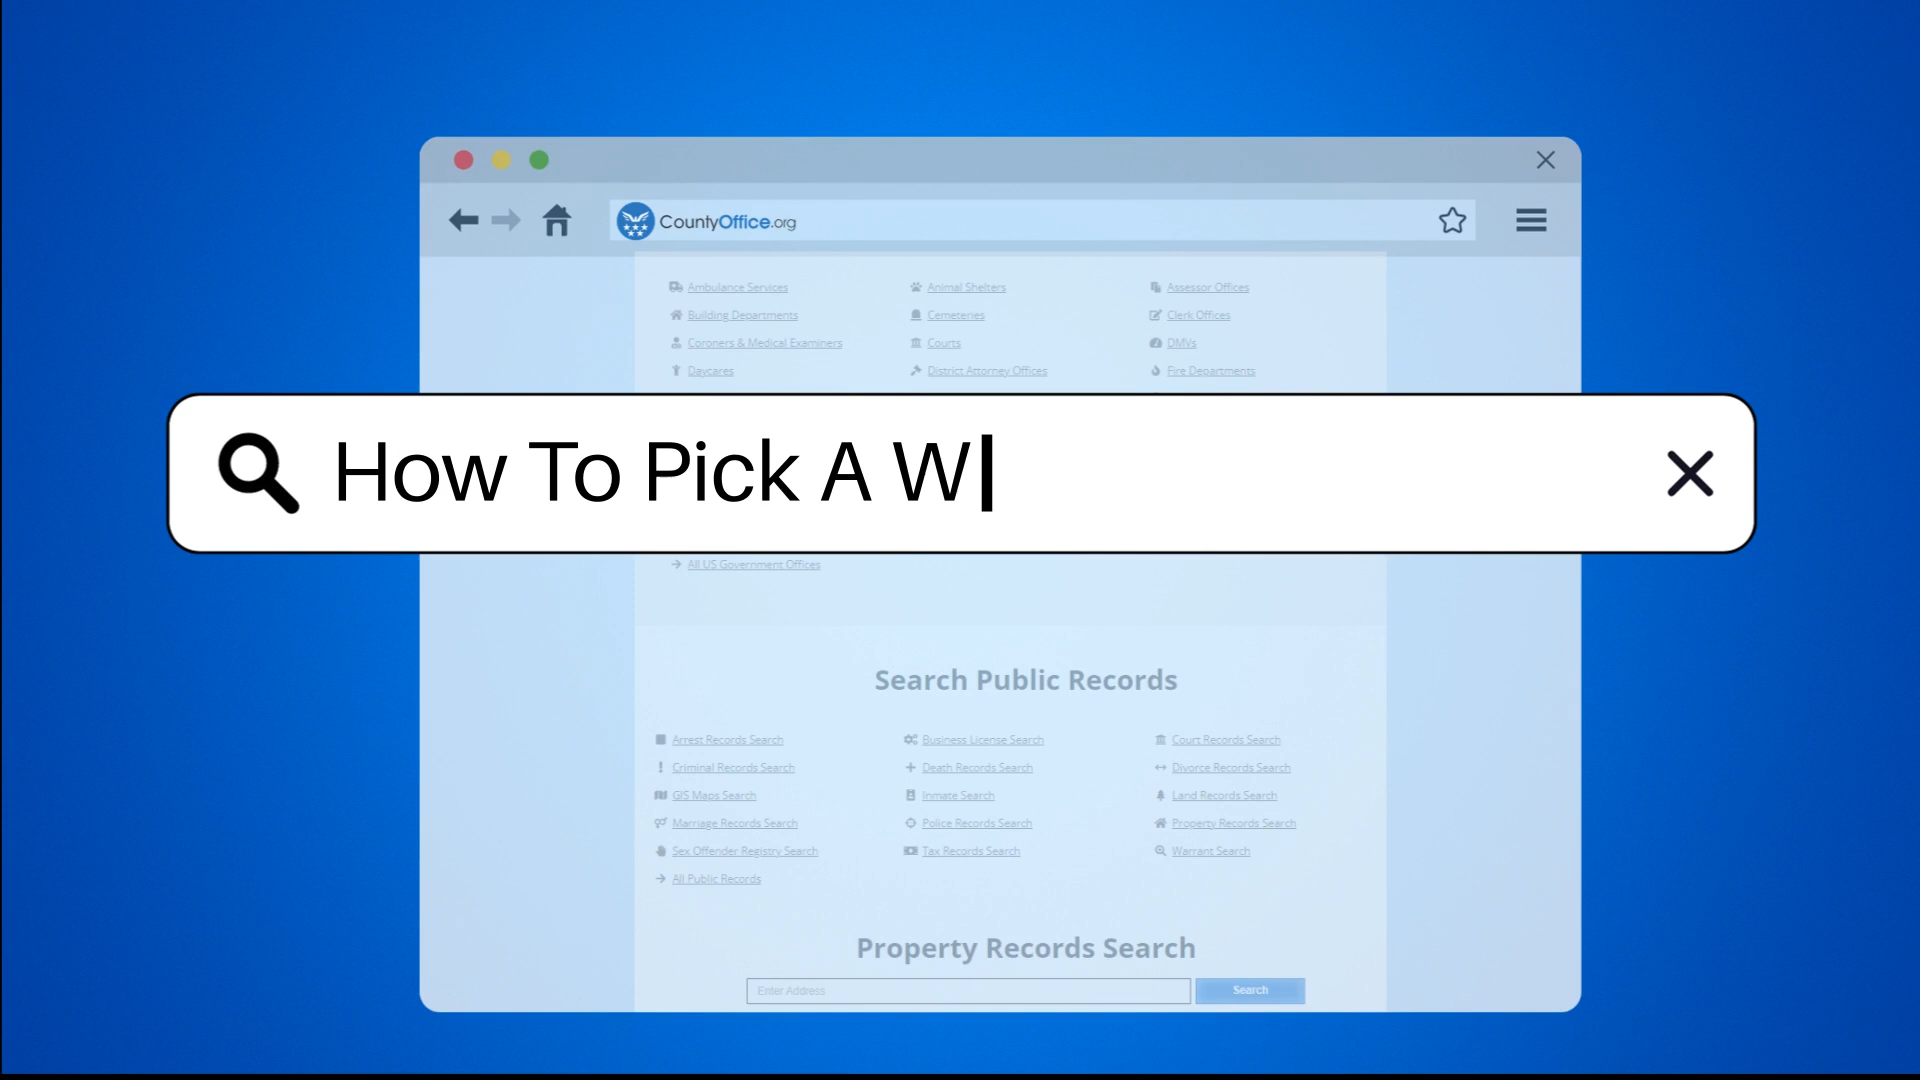 CountyOffice.org
Ambulance Services Animal Shelters Assessor Offices
Building Departments Cemeteries Clerk Offices
Coroners & Medical Examiners Courts DMVs
Daycares District Attorney Offices Fire Departments
How To Pick A W
All US Government Offices
Search Public Records
Arrest Records Search Business License Search Court Records Search
Criminal Records Search Death Records Search Divorce Records Search
GIS Maps Search Inmate Search Land Records Search
Marriage Records Search Police Records Search Property Records Search
Sex Offender Registry Search Tax Records Search Warrant Search
All Public Records
Property Records Search
Enter Address Search